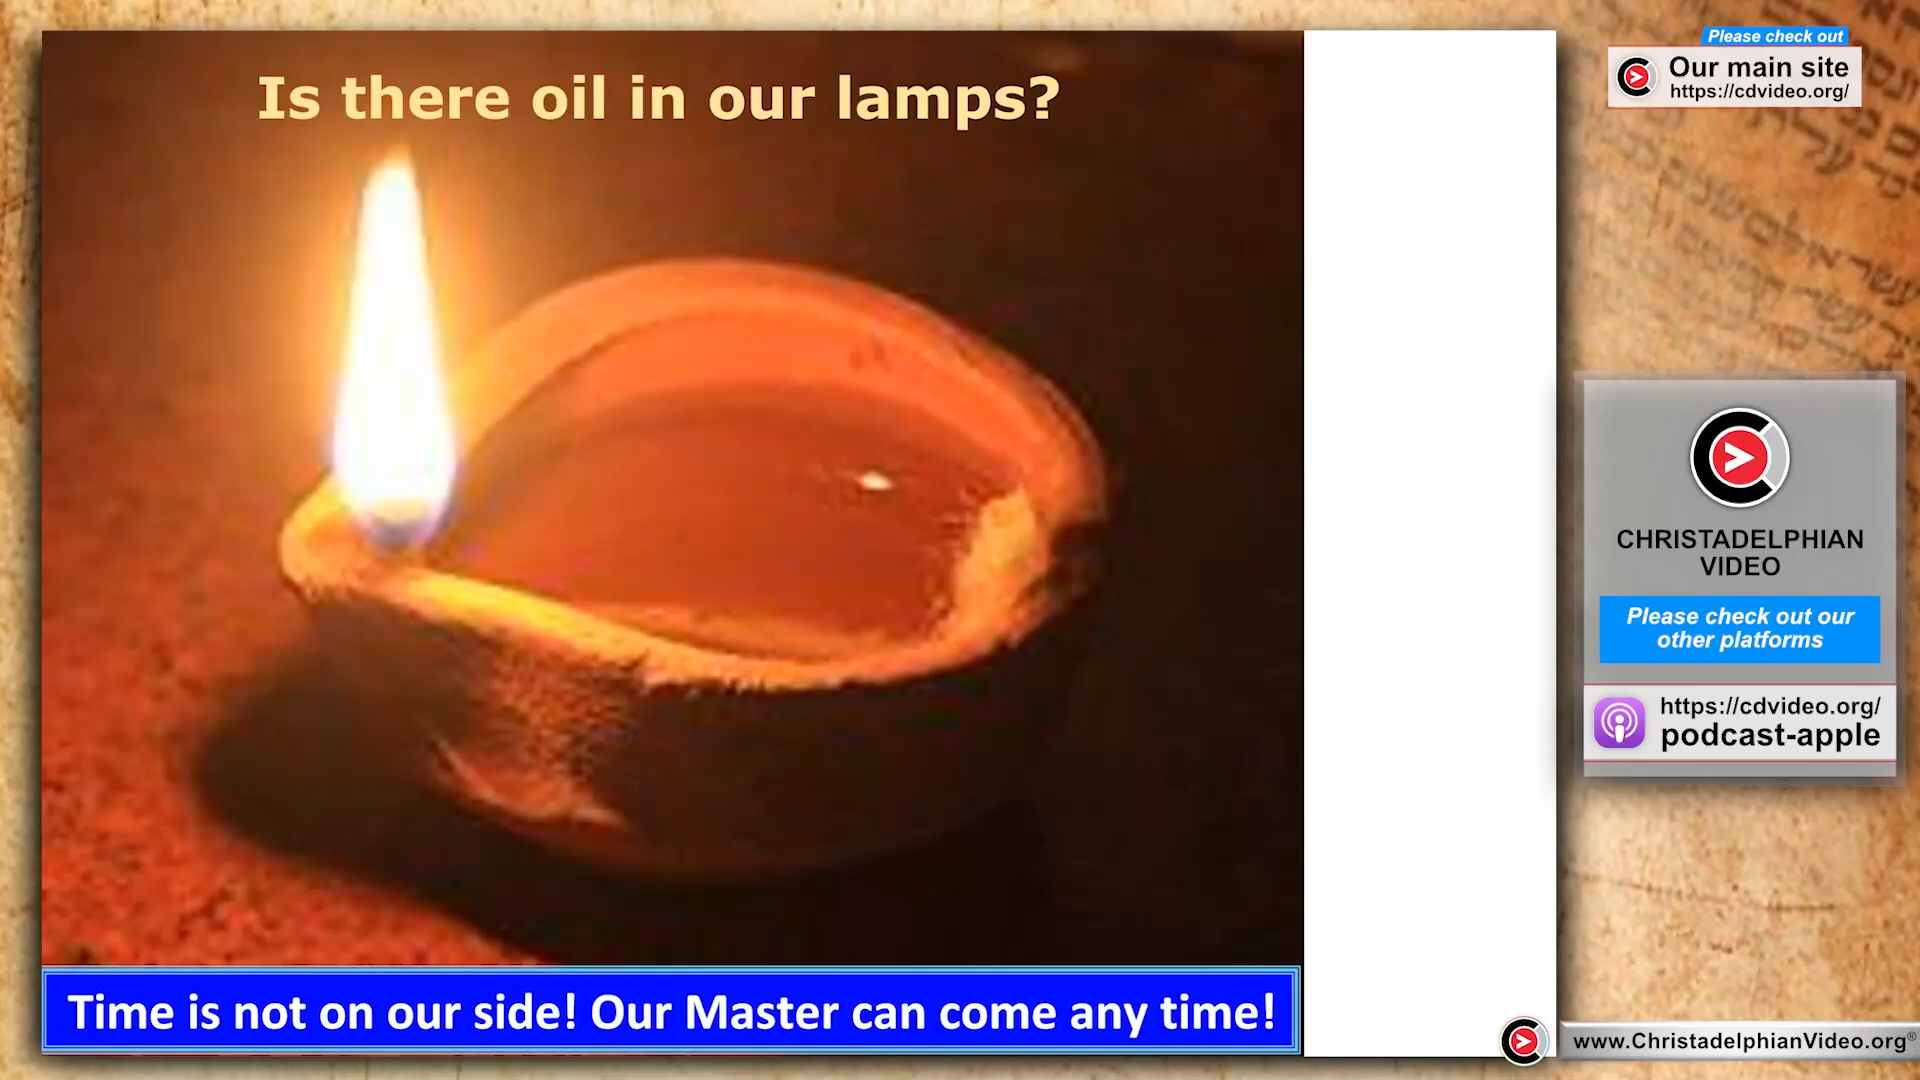 Is there oil in our lamps?
Time is not on our side! Our Master can come any time!
Please check out
Our main site
https://cdvideo.org/
CHRISTADELPHIAN
VIDEO
Please check out our
other platforms
https://cdvideo.org/
podcast-apple
www.ChristadelphianVideo.org®